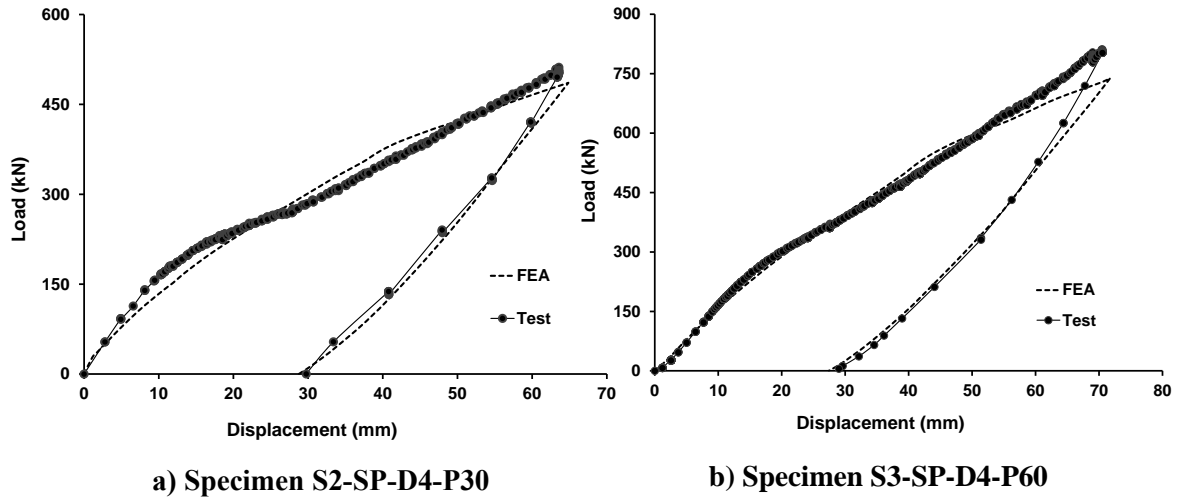 600
450
300
150
0
Load (kN)
0 10 20 30 40 50 60 70
Displacement (mm)
FEA
Test
a) Specimen S2-SP-D4-P30
900
750
600
450
300
150
0
Load (kN)
0 10 20 30 40 50 60 70 80
Displacement (mm)
FEA
Test
b) Specimen S3-SP-D4-P60